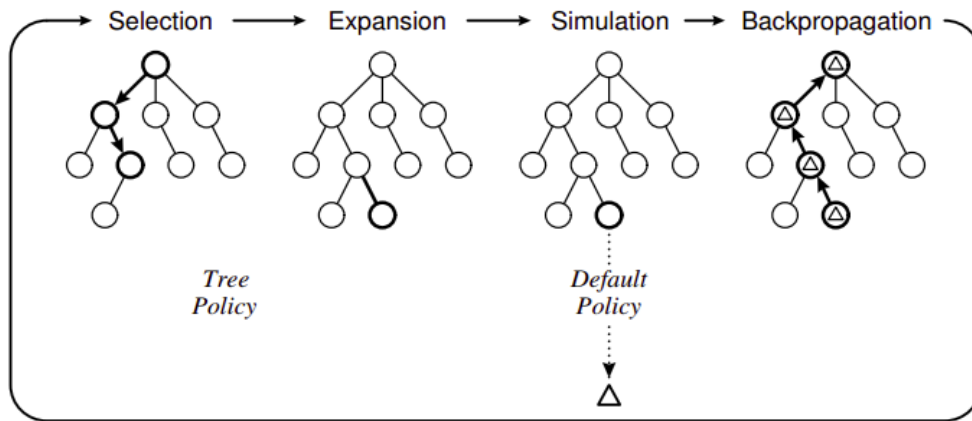 Selection
Expansion
Simulation
Backpropagation
Tree
Policy
Default
Policy